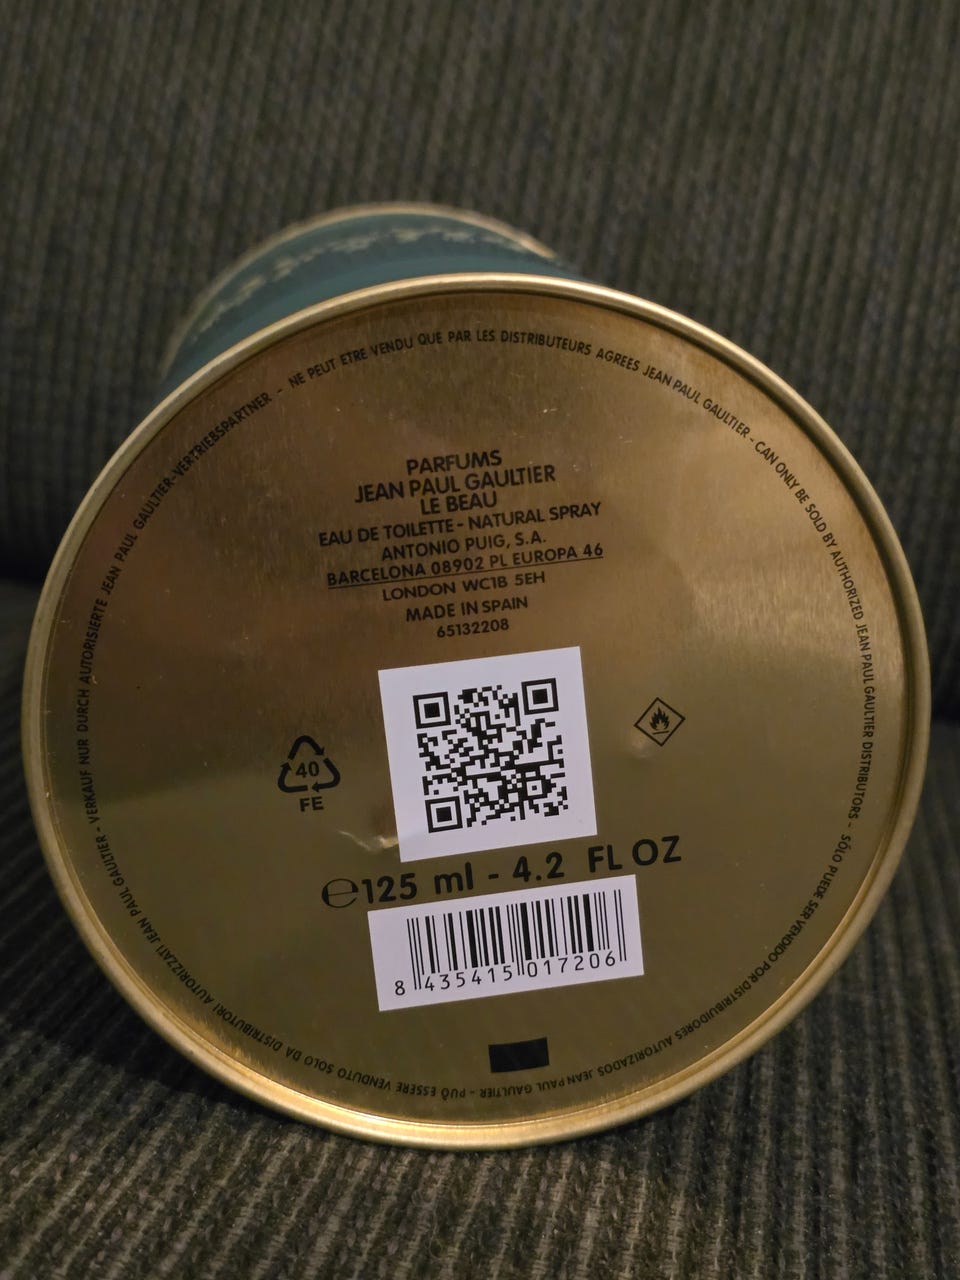 NE PEUT ETRE VENDU QUE PAR LES DISTRIBUTEURS AGREES JEAN PAUL GAULTIER - CAN ONLY BE SOLD BY AUTHORIZED JEAN PAUL GAULTIER DISTRIBUTORS - SÓLO PUEDE SER VENDIDO POR DISTRIBUIDORES AUTORIZADOS JEAN PAUL GAULTIER - PUÒ ESSERE VENDUTO SOLO DA DISTRIBUTORI AUTORIZZATI JEAN PAUL GAULTIER - VERKAUF NUR DURCH AUTORISIERTE JEAN PAUL GAULTIER-VERTRIEBSPARTNER -
PARFUMS
JEAN PAUL GAULTIER
LE BEAU
EAU DE TOILETTE - NATURAL SPRAY
ANTONIO PUIG, S.A.
BARCELONA 08902 PL EUROPA 46
LONDON WC1B 5EH
MADE IN SPAIN
65132208
40
FE
℮125 ml - 4.2 FL OZ
8 435415 017206